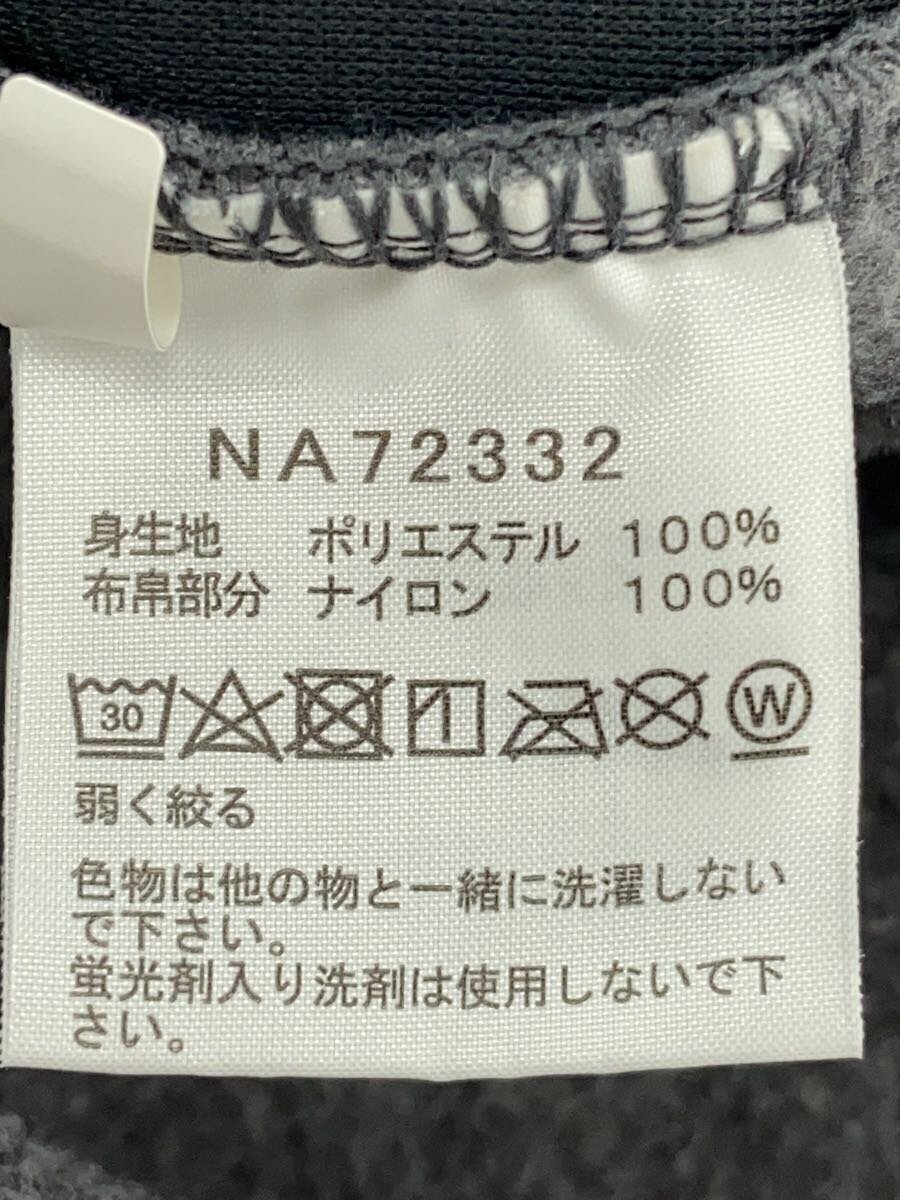 NA72332
身生地 ポリエステル 100%
布帛部分 ナイロン 100%
30 W
弱く絞る
色物は他の物と一緒に洗濯しない
で下さい。
蛍光剤入り洗剤は使用しないで下
さい。